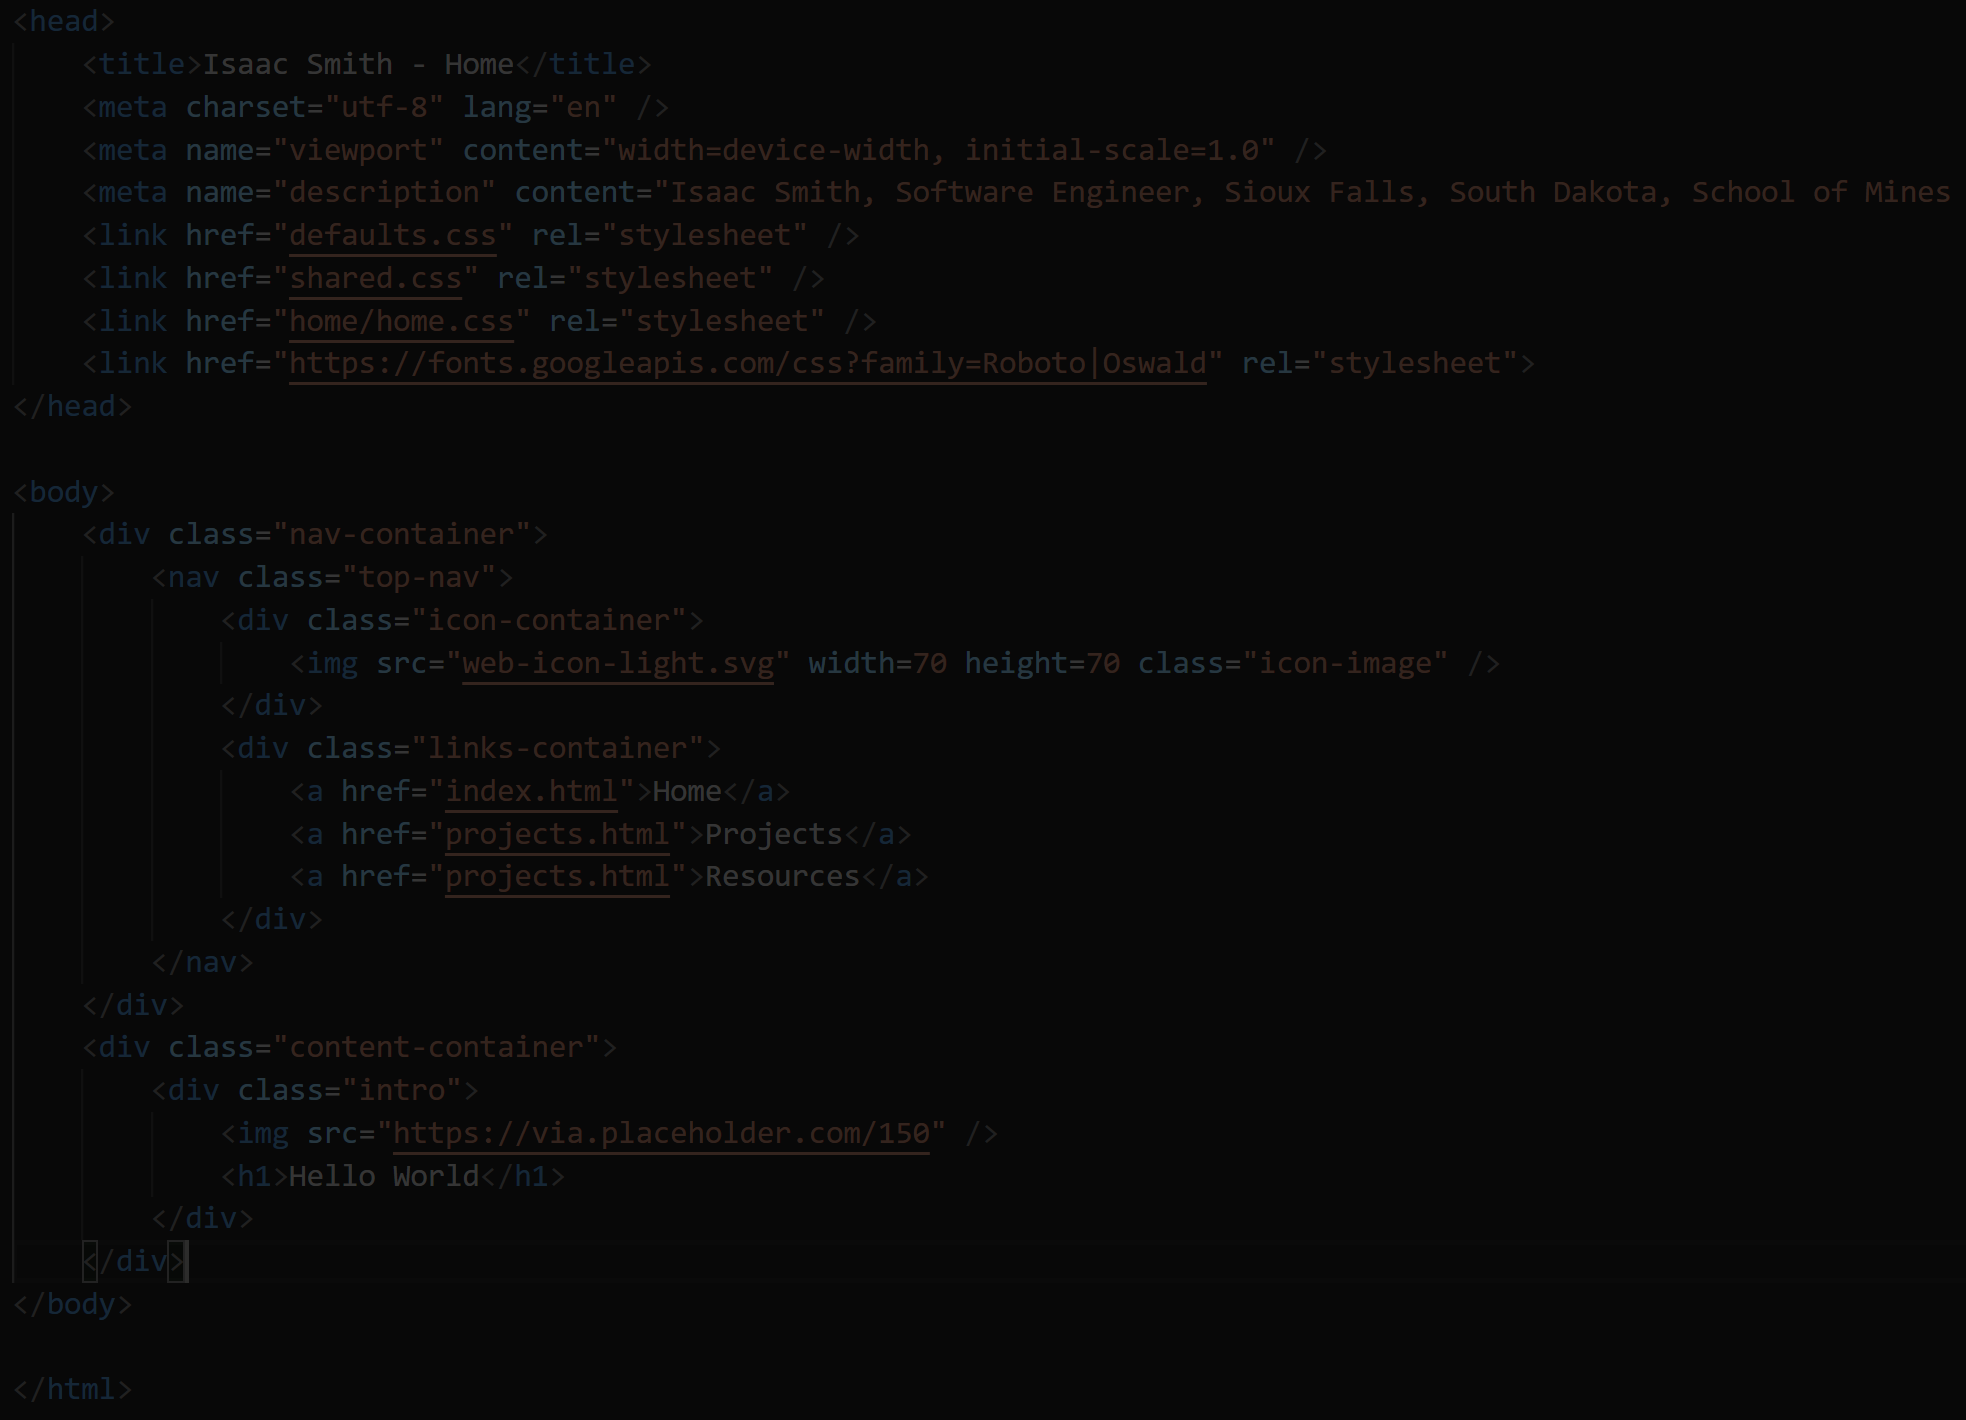 <head>
    <title>Isaac Smith - Home</title>
    <meta charset="utf-8" lang="en" />
    <meta name="viewport" content="width=device-width, initial-scale=1.0" />
    <meta name="description" content="Isaac Smith, Software Engineer, Sioux Falls, South Dakota, School of Mines
    <link href="defaults.css" rel="stylesheet" />
    <link href="shared.css" rel="stylesheet" />
    <link href="home/home.css" rel="stylesheet" />
    <link href="https://fonts.googleapis.com/css?family=Roboto|Oswald" rel="stylesheet">
</head>
<body>
    <div class="nav-container">
        <nav class="top-nav">
            <div class="icon-container">
                <img src="web-icon-light.svg" width=70 height=70 class="icon-image" />
            </div>
            <div class="links-container">
                <a href="index.html">Home</a>
                <a href="projects.html">Projects</a>
                <a href="projects.html">Resources</a>
            </div>
        </nav>
    </div>
    <div class="content-container">
        <div class="intro">
            <img src="https://via.placeholder.com/150" />
            <h1>Hello World</h1>
        </div>
    </div>
</body>
</html>